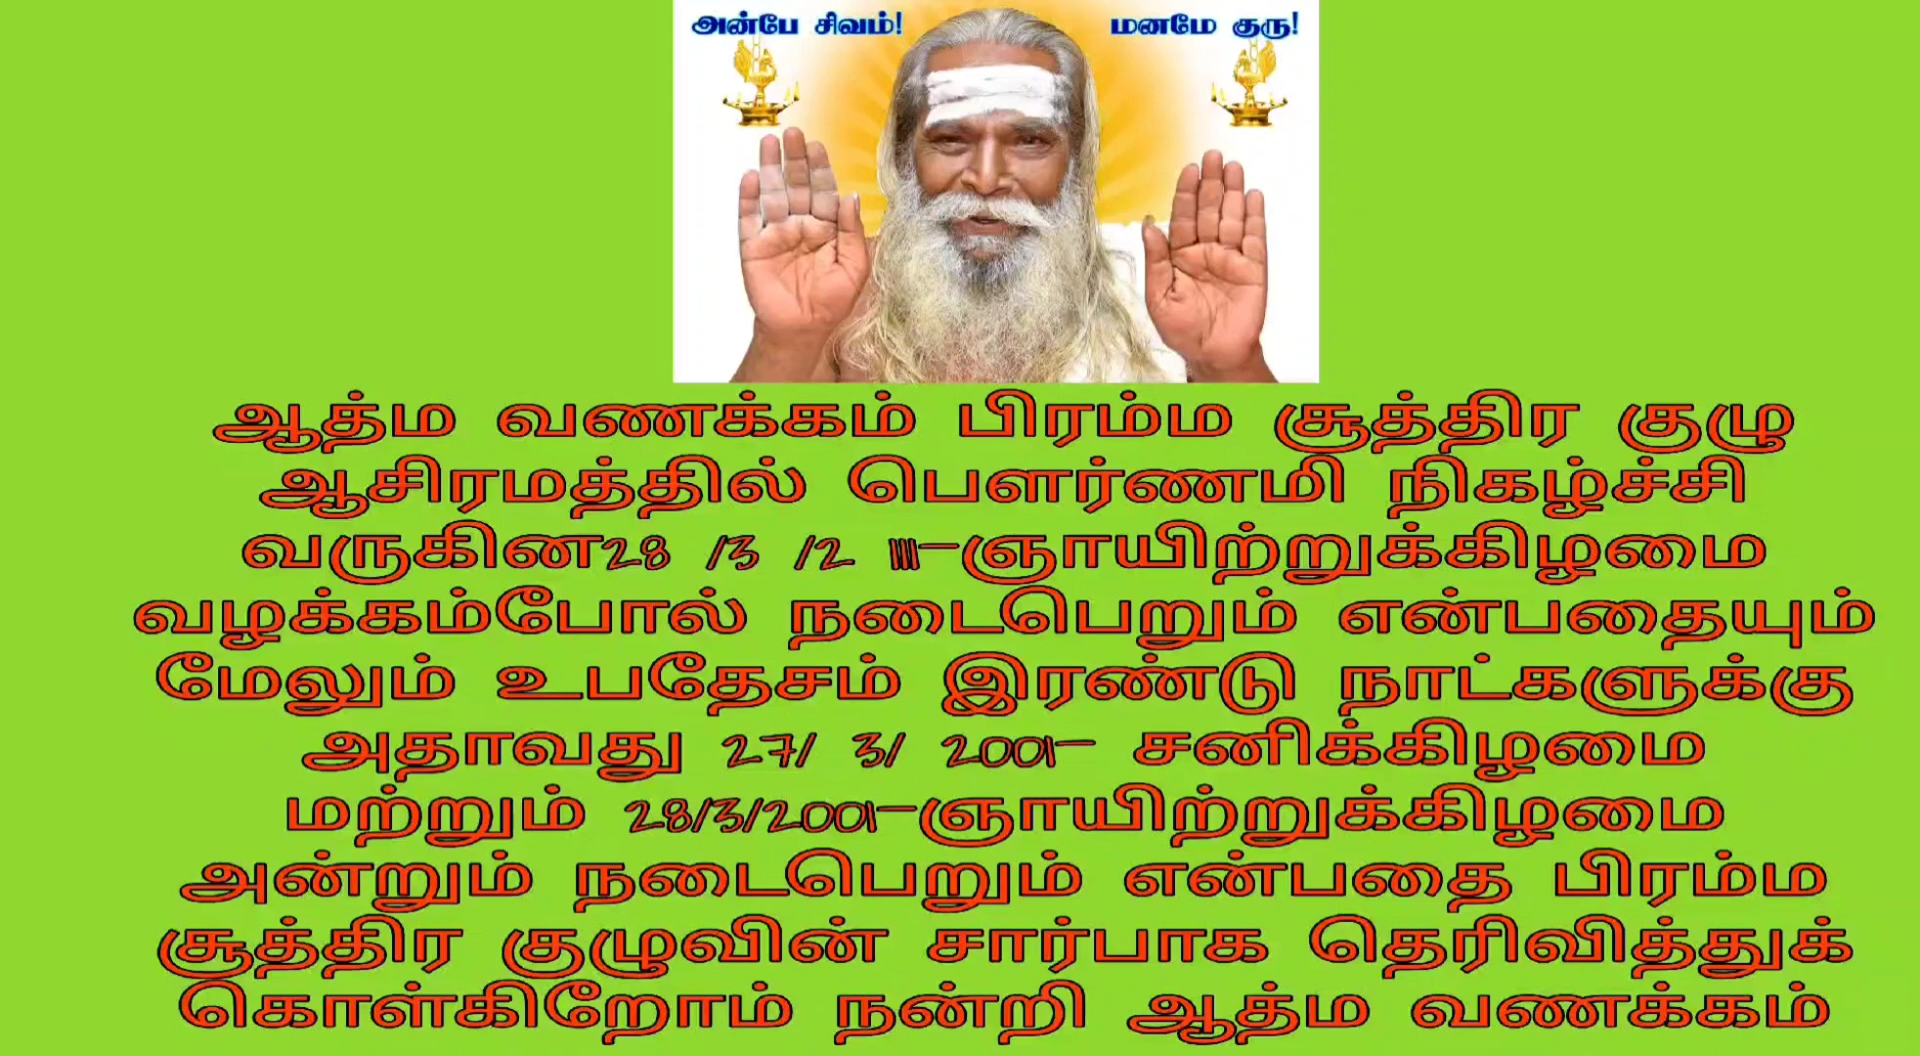 அன்பே சிவம்! மனமே குரு!
ஆத்ம வணக்கம் பிரம்ம சூத்திர குழு
ஆசிரமத்தில் பௌர்ணமி நிகழ்ச்சி
வருகின28 /3 /2 111-ஞாயிற்றுக்கிழமை
வழக்கம்போல் நடைபெறும் என்பதையும்
மேலும் உபதேசம் இரண்டு நாட்களுக்கு
அதாவது 27/ 3/ 2001- சனிக்கிழமை
மற்றும் 28/3/2001-ஞாயிற்றுக்கிழமை
அன்றும் நடைபெறும் என்பதை பிரம்ம
சூத்திர குழுவின் சார்பாக தெரிவித்துக்
கொள்கிறோம் நன்றி ஆத்ம வணக்கம்